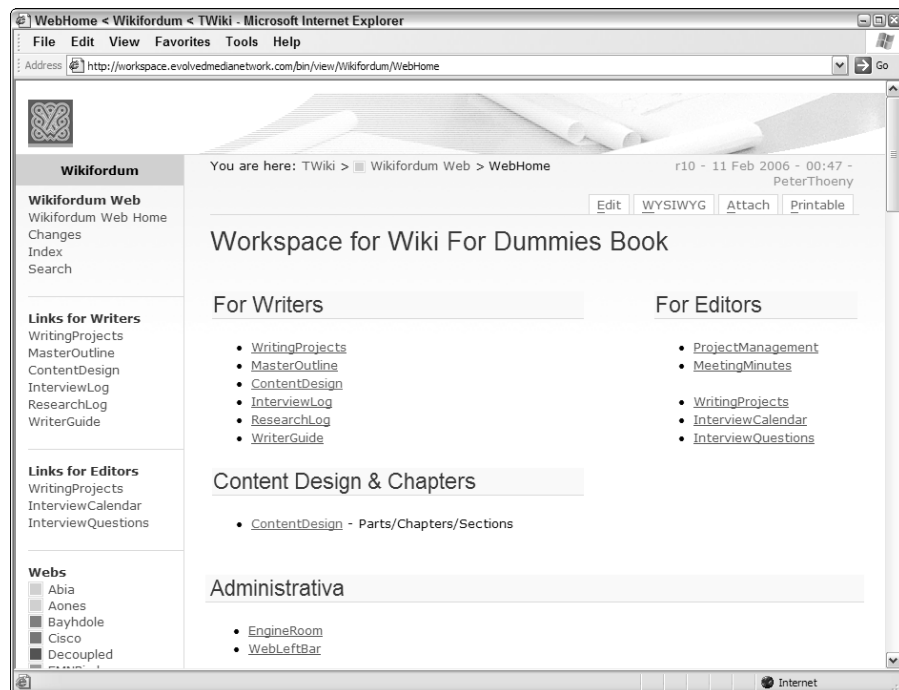 WebHome < Wikifordum < TWiki - Microsoft Internet Explorer
File Edit View Favorites Tools Help
Address http://workspace.evolvedmedianetwork.com/bin/view/Wikifordum/WebHome Go
Wikifordum
Wikifordum Web
Wikifordum Web Home
Changes
Index
Search
Links for Writers
WritingProjects
MasterOutline
ContentDesign
InterviewLog
ResearchLog
WriterGuide
Links for Editors
WritingProjects
InterviewCalendar
InterviewQuestions
Webs
Abia
Aones
Bayhdole
Cisco
Decoupled
You are here: TWiki > Wikifordum Web > WebHome
r10 - 11 Feb 2006 - 00:47 -
PeterThoeny
Edit WYSIWYG Attach Printable
Workspace for Wiki For Dummies Book
For Writers
WritingProjects
MasterOutline
ContentDesign
InterviewLog
ResearchLog
WriterGuide
For Editors
ProjectManagement
MeetingMinutes
WritingProjects
InterviewCalendar
InterviewQuestions
Content Design & Chapters
ContentDesign - Parts/Chapters/Sections
Administrativa
EngineRoom
WebLeftBar
Internet